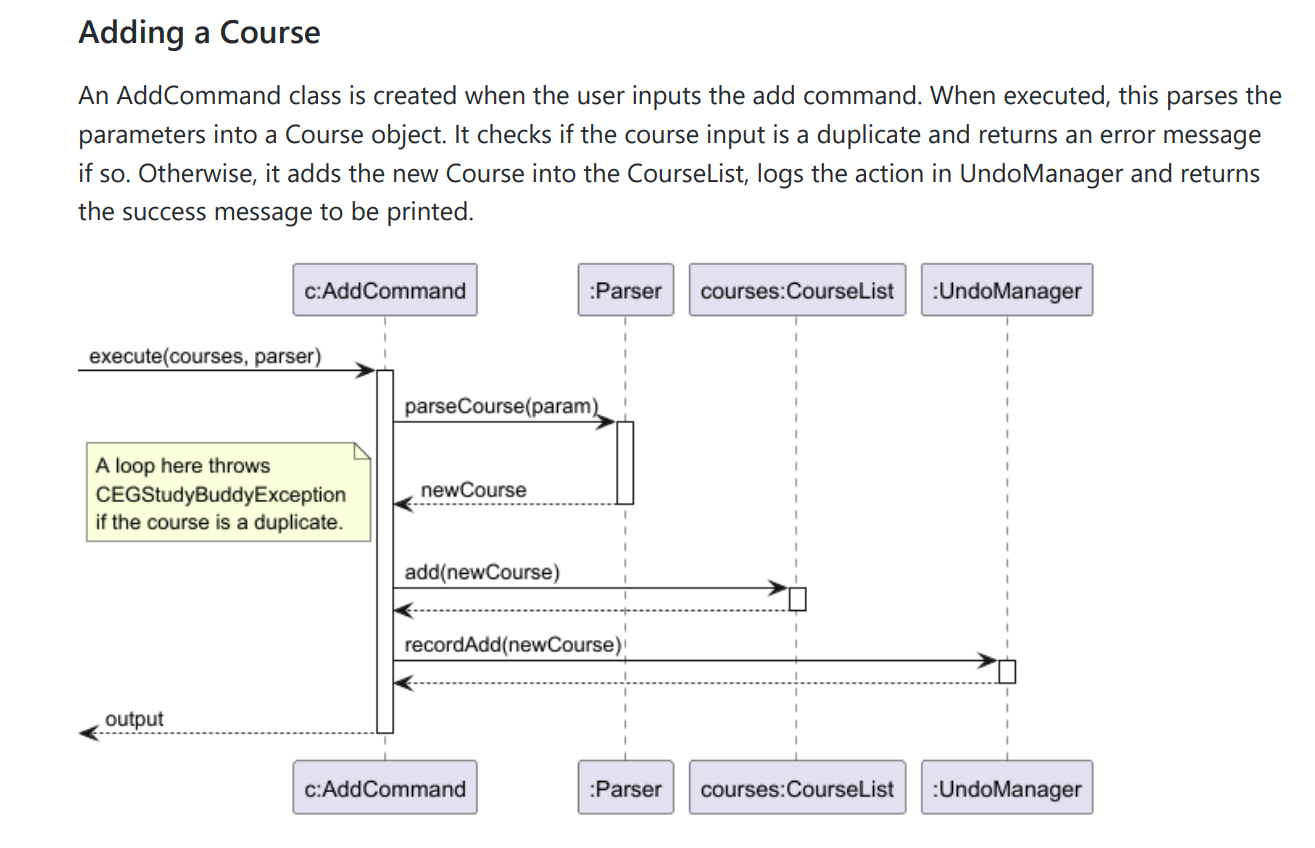 Adding a Course
An AddCommand class is created when the user inputs the add command. When executed, this parses the
parameters into a Course object. It checks if the course input is a duplicate and returns an error message
if so. Otherwise, it adds the new Course into the CourseList, logs the action in UndoManager and returns
the success message to be printed.
c:AddCommand
:Parser
courses:CourseList
:UndoManager
execute(courses, parser)
parseCourse(param)
A loop here throws
CEGStudyBuddyException
if the course is a duplicate.
newCourse
add(newCourse)
recordAdd(newCourse)
output
c:AddCommand
:Parser
courses:CourseList
:UndoManager